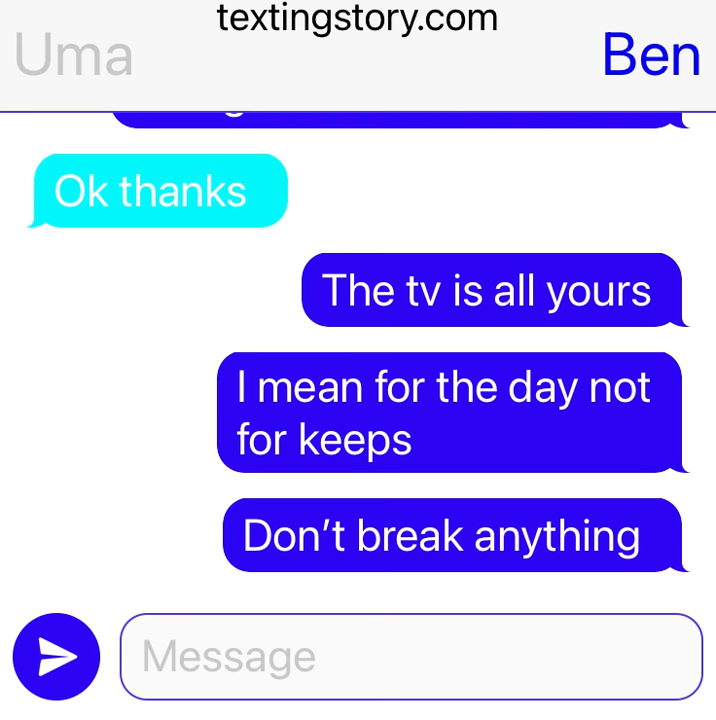 textingstory.com
Uma
Ben
Ok thanks
The tv is all yours
I mean for the day not
for keeps
Don't break anything
Message